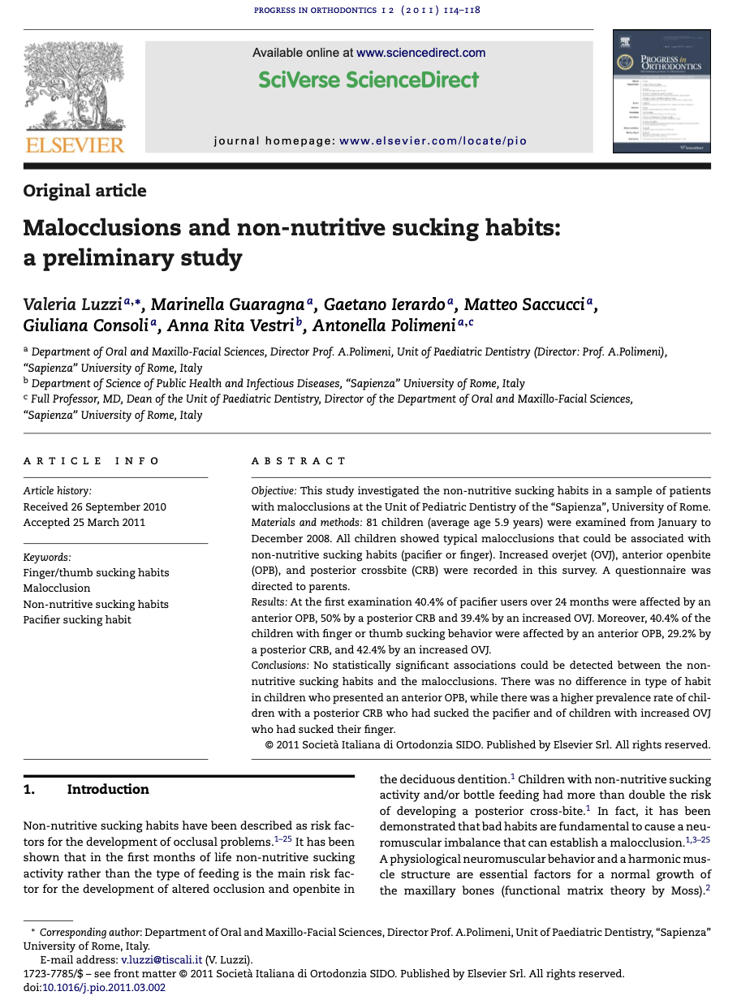 PROGRESS IN ORTHODONTICS 12 (2011) 114–118
Available online at www.sciencedirect.com
SciVerse ScienceDirect
journal homepage: www.elsevier.com/locate/pio
ELSEVIER
PROGRESS in
ORTHODONTICS
Original article
Malocclusions and non-nutritive sucking habits:
a preliminary study
Valeria Luzzi a,*, Marinella Guaragna a, Gaetano Ierardo a, Matteo Saccucci a,
Giuliana Consoli a, Anna Rita Vestri b, Antonella Polimeni a,c
a Department of Oral and Maxillo-Facial Sciences, Director Prof. A.Polimeni, Unit of Paediatric Dentistry (Director: Prof. A.Polimeni),
“Sapienza” University of Rome, Italy
b Department of Science of Public Health and Infectious Diseases, “Sapienza” University of Rome, Italy
c Full Professor, MD, Dean of the Unit of Paediatric Dentistry, Director of the Department of Oral and Maxillo-Facial Sciences,
“Sapienza” University of Rome, Italy
ARTICLE INFO
Article history:
Received 26 September 2010
Accepted 25 March 2011
Keywords:
Finger/thumb sucking habits
Malocclusion
Non-nutritive sucking habits
Pacifier sucking habit
ABSTRACT
Objective: This study investigated the non-nutritive sucking habits in a sample of patients
with malocclusions at the Unit of Pediatric Dentistry of the “Sapienza”, University of Rome.
Materials and methods: 81 children (average age 5.9 years) were examined from January to
December 2008. All children showed typical malocclusions that could be associated with
non-nutritive sucking habits (pacifier or finger). Increased overjet (OVJ), anterior openbite
(OPB), and posterior crossbite (CRB) were recorded in this survey. A questionnaire was
directed to parents.
Results: At the first examination 40.4% of pacifier users over 24 months were affected by an
anterior OPB, 50% by a posterior CRB and 39.4% by an increased OVJ. Moreover, 40.4% of the
children with finger or thumb sucking behavior were affected by an anterior OPB, 29.2% by
a posterior CRB, and 42.4% by an increased OVJ.
Conclusions: No statistically significant associations could be detected between the non-
nutritive sucking habits and the malocclusions. There was no difference in type of habit
in children who presented an anterior OPB, while there was a higher prevalence rate of chil-
dren with a posterior CRB who had sucked the pacifier and of children with increased OVJ
who had sucked their finger.
© 2011 Società Italiana di Ortodonzia SIDO. Published by Elsevier Srl. All rights reserved.
1. Introduction
Non-nutritive sucking habits have been described as risk fac-
tors for the development of occlusal problems.1–25 It has been
shown that in the first months of life non-nutritive sucking
activity rather than the type of feeding is the main risk fac-
tor for the development of altered occlusion and openbite in
the deciduous dentition.1 Children with non-nutritive sucking
activity and/or bottle feeding had more than double the risk
of developing a posterior cross-bite.1 In fact, it has been
demonstrated that bad habits are fundamental to cause a neu-
romuscular imbalance that can establish a malocclusion.1,3–25
A physiological neuromuscular behavior and a harmonic mus-
cle structure are essential factors for a normal growth of
the maxillary bones (functional matrix theory by Moss).2
* Corresponding author: Department of Oral and Maxillo-Facial Sciences, Director Prof. A.Polimeni, Unit of Paediatric Dentistry, “Sapienza”
University of Rome, Italy.
E-mail address: v.luzzi@tiscali.it (V. Luzzi).
1723-7785/$ – see front matter © 2011 Società Italiana di Ortodonzia SIDO. Published by Elsevier Srl. All rights reserved.
doi:10.1016/j.pio.2011.03.002